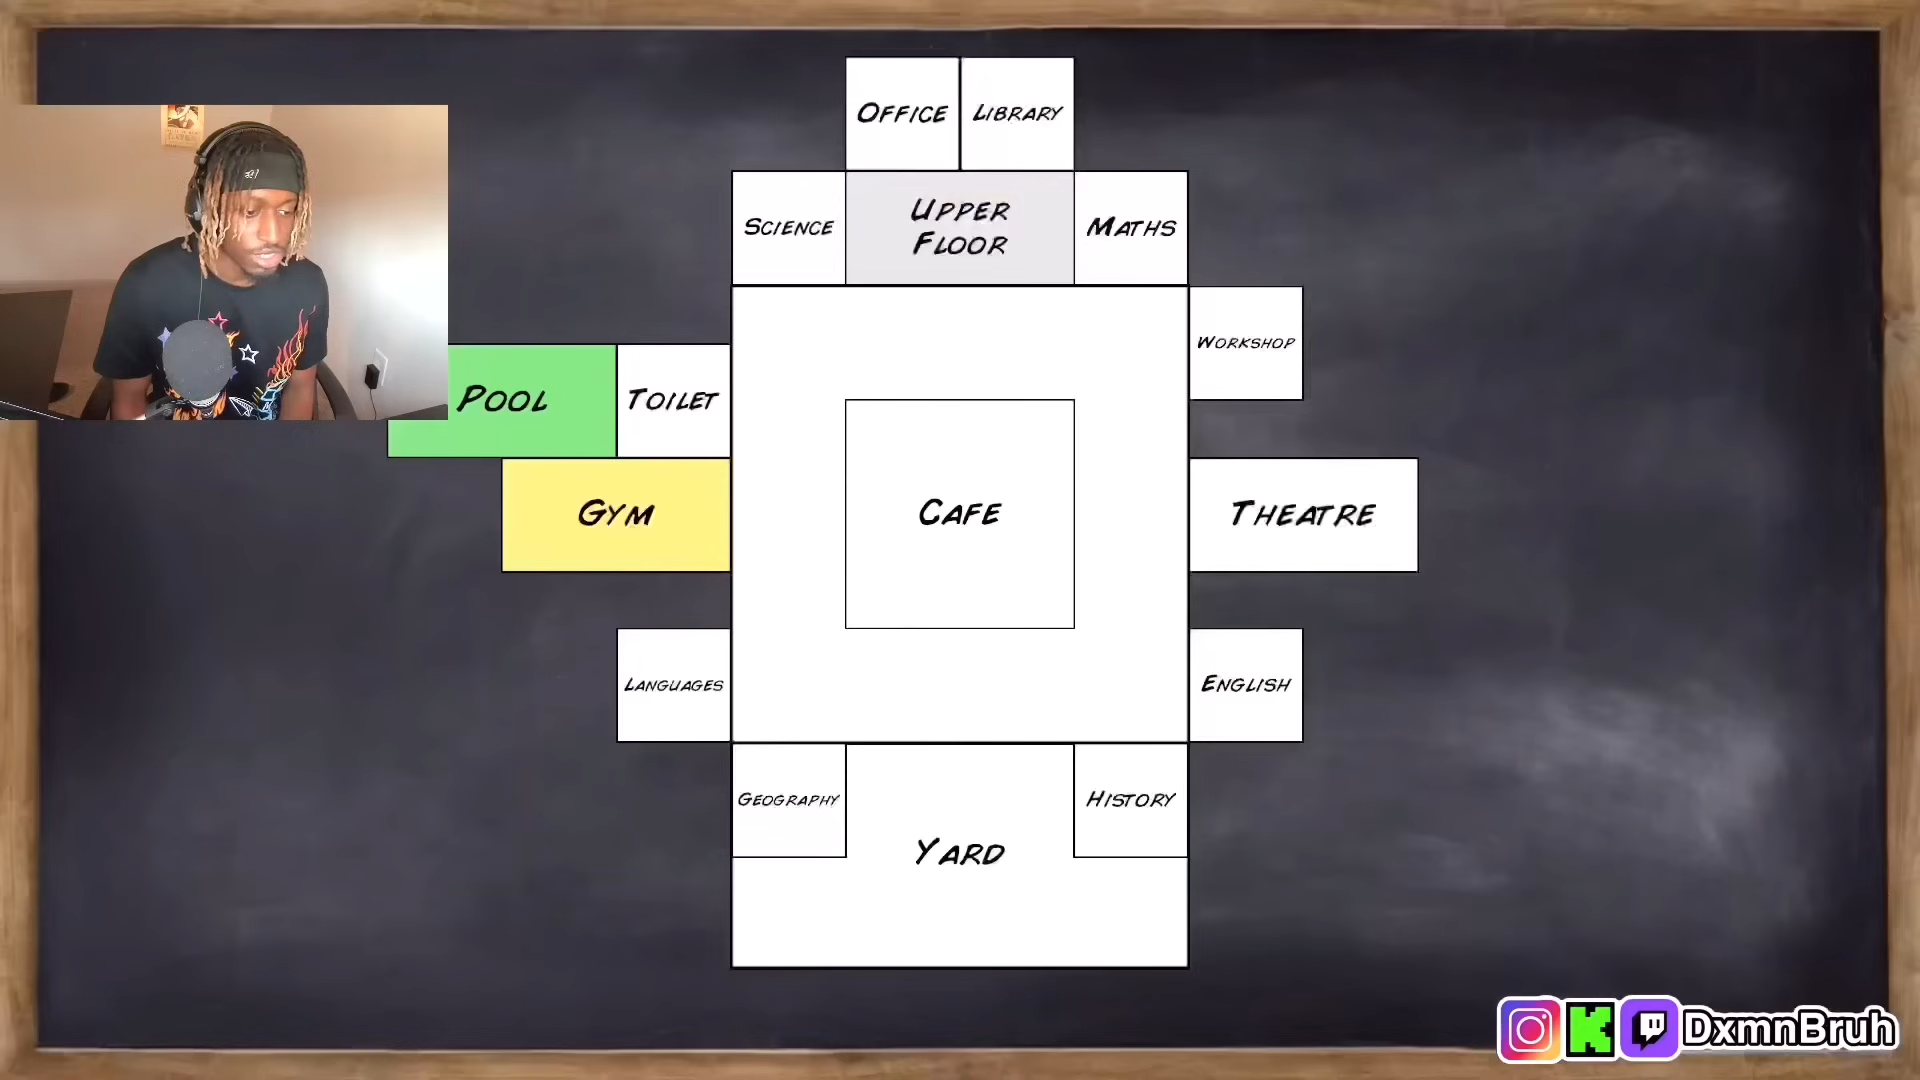 OFFICE
LIBRARY
SCIENCE
UPPER
FLOOR
MATHS
WORKSHOP
POOL
TOILET
GYM
CAFE
THEATRE
LANGUAGES
ENGLISH
GEOGRAPHY
HISTORY
YARD
DxmnBruh